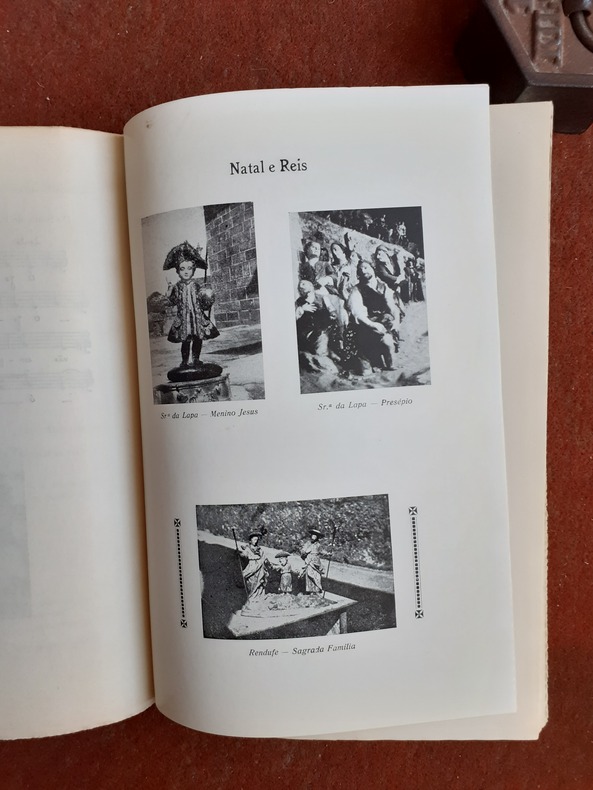 Natal e Reis
Sr.ª da Lapa — Menino Jesus
Sr.ª da Lapa — Presépio
Rendufe — Sagrada Família